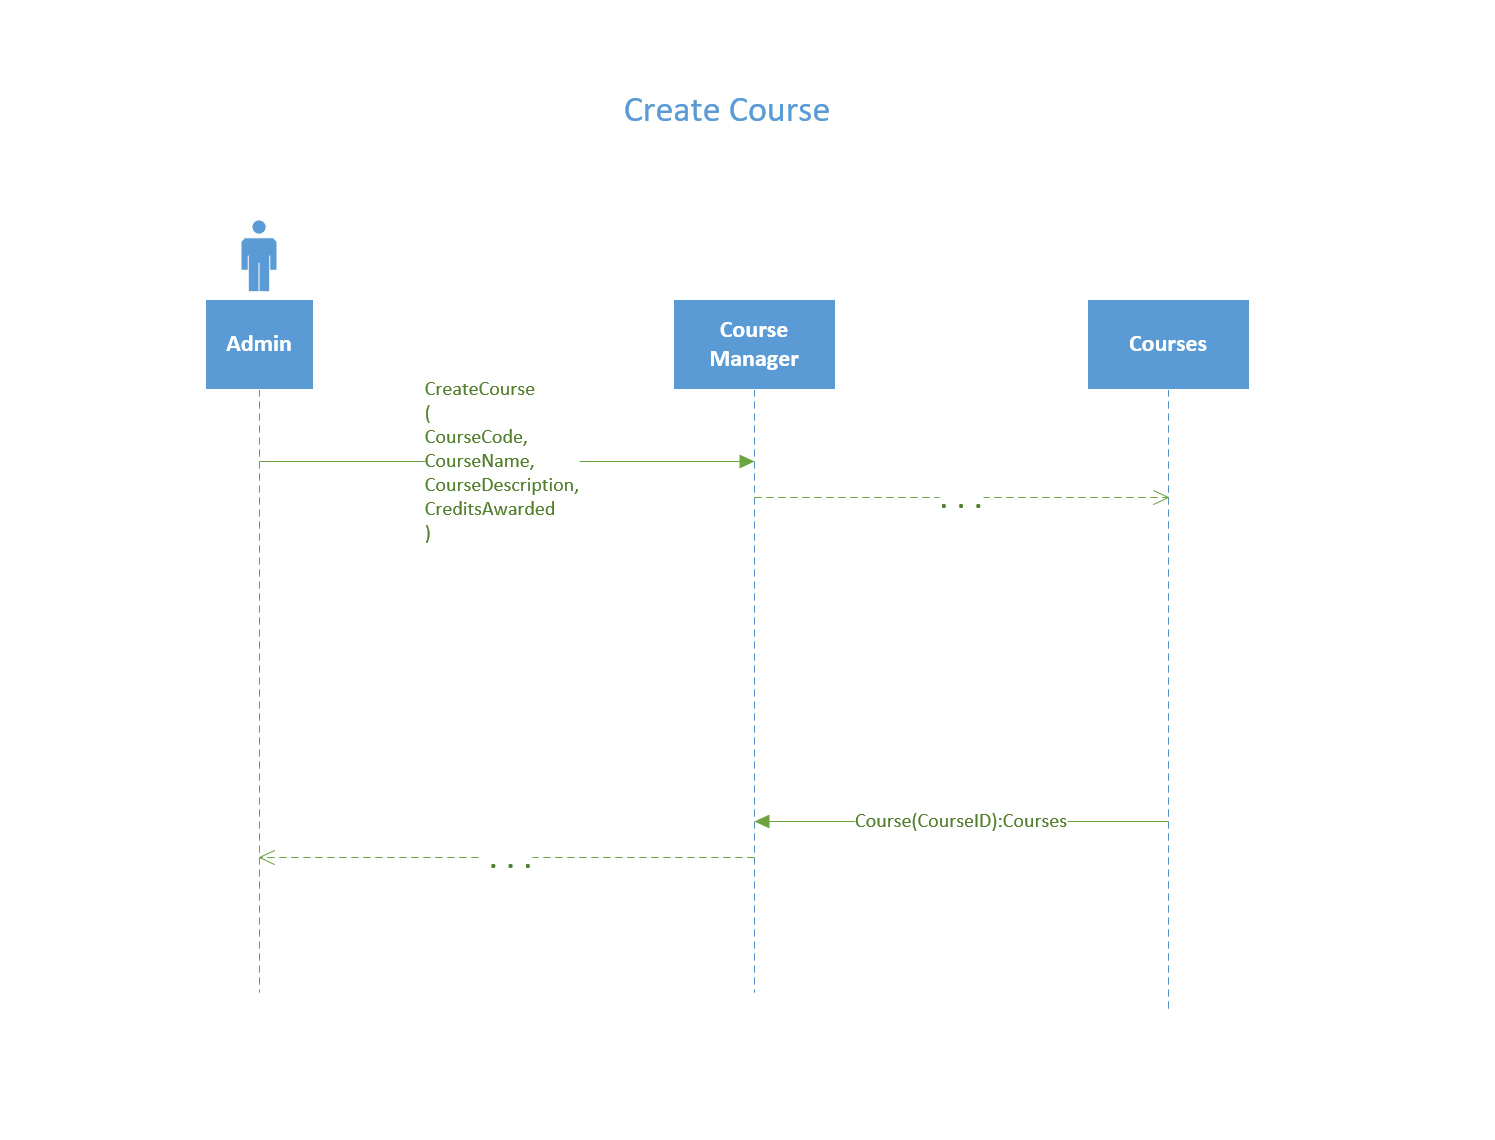 Create Course
Admin
Course
Manager
Courses
CreateCourse
(
CourseCode,
CourseName,
CourseDescription,
CreditsAwarded
)
. . .
Course(CourseID):Courses
. . .